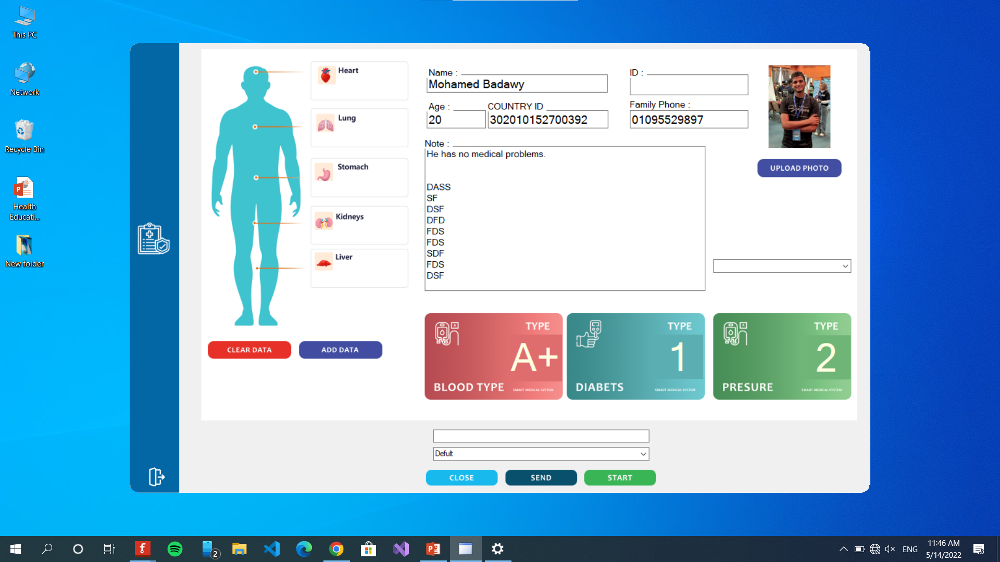 This PC
Network
Recycle Bin
Health
Educati...
New folder
Heart
Lung
Stomach
Kidneys
Liver
CLEAR DATA
ADD DATA
Name :
Mohamed Badawy
ID :
Age :
20
COUNTRY ID
302010152700392
Family Phone :
01095529897
Note :
He has no medical problems.
DASS
SF
DSF
DFD
FDS
FDS
SDF
FDS
DSF
UPLOAD PHOTO
TYPE
A+
BLOOD TYPE
SMART MEDICAL SYSTEM
TYPE
1
DIABETS
SMART MEDICAL SYSTEM
TYPE
2
PRESURE
SMART MEDICAL SYSTEM
Defult
CLOSE
SEND
START
2
ENG
11:46 AM
5/14/2022